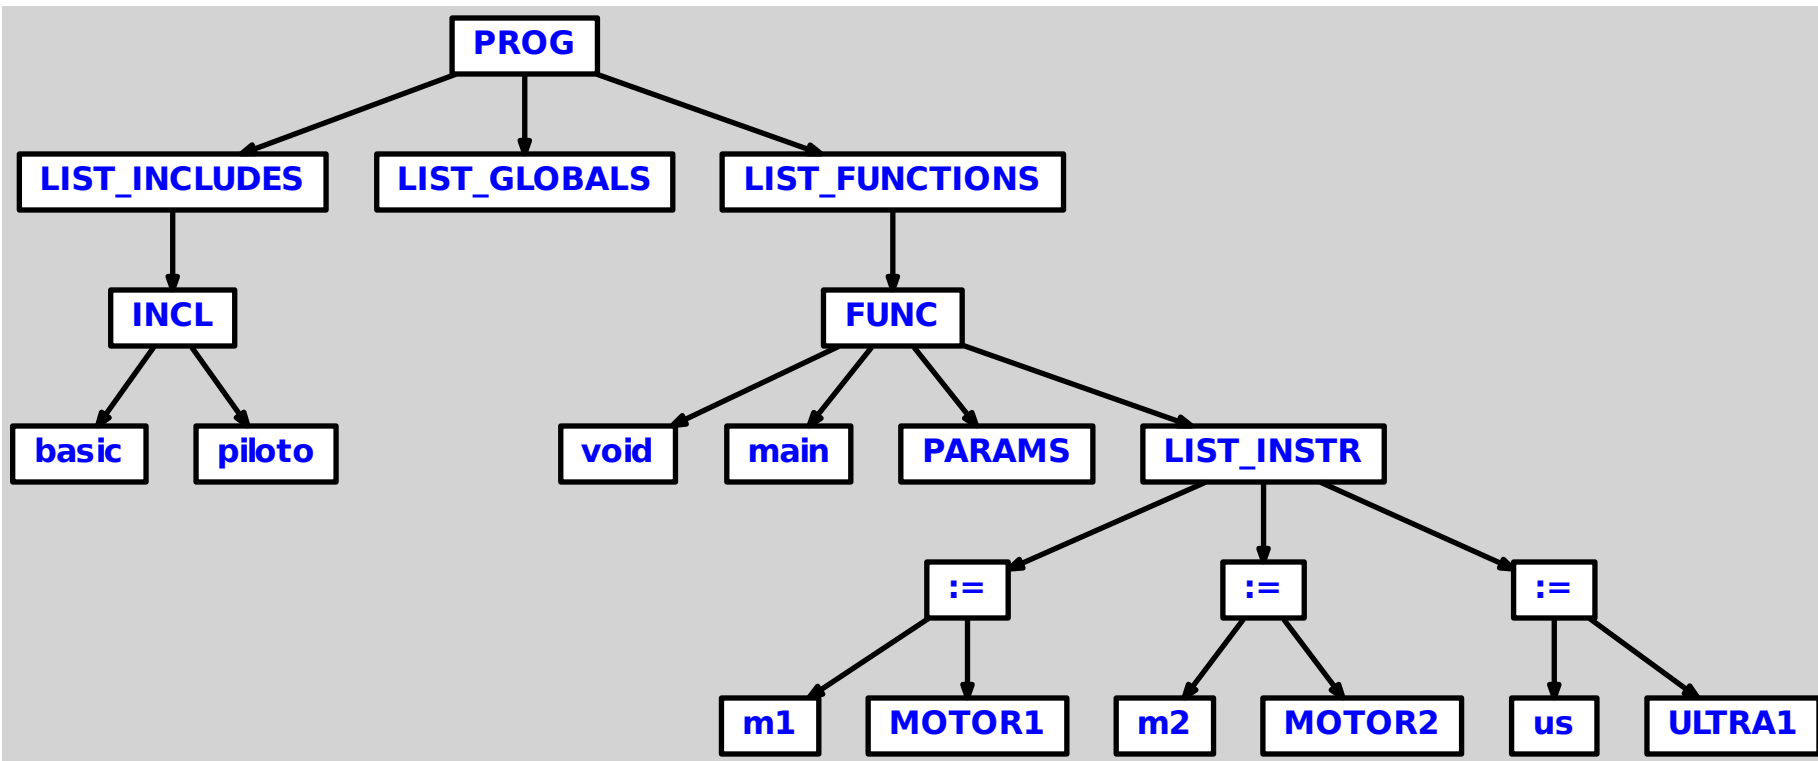 PROG
LIST_INCLUDES LIST_GLOBALS LIST_FUNCTIONS
INCL FUNC
basic piloto void main PARAMS LIST_INSTR
:= := :=
m1 MOTOR1 m2 MOTOR2 us ULTRA1